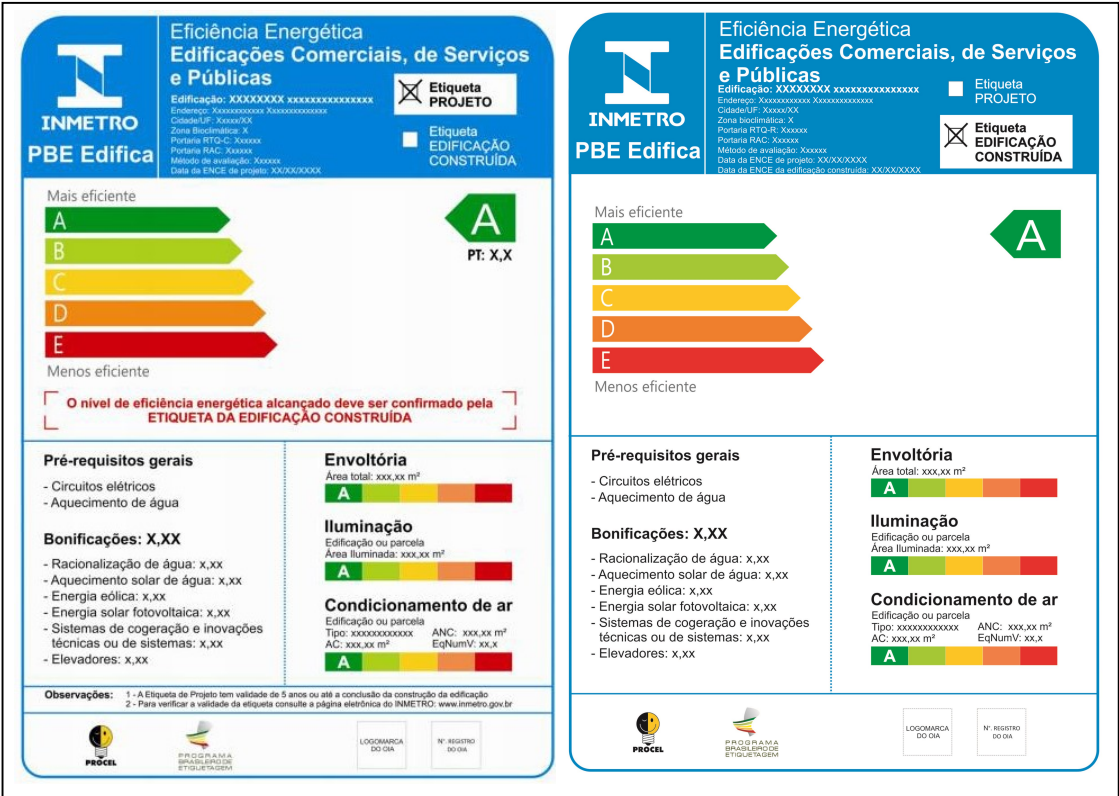 INMETRO
PBE Edifica
Eficiência Energética
Edificações Comerciais, de Serviços
e Públicas
Edificação: XXXXXXXX xxxxxxxxxxxxxxx
Endereço: Xxxxxxxxxxxx Xxxxxxxxxxxxxx
Cidade/UF: Xxxxx/XX
Zona Bioclimática: X
Portaria RTQ-C: Xxxxxx
Portaria RAC: Xxxxxx
Método de avaliação: Xxxxxx
Data da ENCE de projeto: XX/XX/XXXX
Etiqueta
PROJETO
Etiqueta
EDIFICAÇÃO
CONSTRUÍDA
Mais eficiente
A
B
C
D
E
Menos eficiente
A
PT: X,X
O nível de eficiência energética alcançado deve ser confirmado pela
ETIQUETA DA EDIFICAÇÃO CONSTRUÍDA
Pré-requisitos gerais
- Circuitos elétricos
- Aquecimento de água
Bonificações: X,XX
- Racionalização de água: x,xx
- Aquecimento solar de água: x,xx
- Energia eólica: x,xx
- Energia solar fotovoltaica: x,xx
- Sistemas de cogeração e inovações
técnicas ou de sistemas: x,xx
- Elevadores: x,xx
Envoltória
Área total: xxx,xx m²
A
Iluminação
Edificação ou parcela
Área Iluminada: xxx,xx m²
A
Condicionamento de ar
Edificação ou parcela
Tipo: xxxxxxxxxxxx ANC: xxx,xx m²
AC: xxx,xx m² EqNumV: xx,x
A
Observações: 1 - A Etiqueta de Projeto tem validade de 5 anos ou até a conclusão da construção da edificação
2 - Para verificar a validade da etiqueta consulte a página eletrônica do INMETRO: www.inmetro.gov.br
PROCEL
PROGRAMA
BRASILEIRO DE
ETIQUETAGEM
LOGOMARCA
DO OIA
N°. REGISTRO
DO OIA
INMETRO
PBE Edifica
Eficiência Energética
Edificações Comerciais, de Serviços
e Públicas
Edificação: XXXXXXXX xxxxxxxxxxxxxxx
Endereço: Xxxxxxxxxxxx Xxxxxxxxxxxxxx
Cidade/UF: Xxxxx/XX
Zona bioclimática: X
Portaria RTQ-R: Xxxxxx
Portaria RAC: Xxxxxx
Método de avaliação: Xxxxxx
Data da ENCE de projeto: XX/XX/XXXX
Data da ENCE da edificação construída: XX/XX/XXXX
Etiqueta
PROJETO
Etiqueta
EDIFICAÇÃO
CONSTRUÍDA
Mais eficiente
A
B
C
D
E
Menos eficiente
A
Pré-requisitos gerais
- Circuitos elétricos
- Aquecimento de água
Bonificações: X,XX
- Racionalização de água: x,xx
- Aquecimento solar de água: x,xx
- Energia eólica: x,xx
- Energia solar fotovoltaica: x,xx
- Sistemas de cogeração e inovações
técnicas ou de sistemas: x,xx
- Elevadores: x,xx
Envoltória
Área total: xxx,xx m²
A
Iluminação
Edificação ou parcela
Área Iluminada: xxx,xx m²
A
Condicionamento de ar
Edificação ou parcela
Tipo: xxxxxxxxxxxx ANC: xxx,xx m²
AC: xxx,xx m² EqNumV: xx,x
A
PROCEL
PROGRAMA
BRASILEIRO DE
ETIQUETAGEM
LOGOMARCA
DO OIA
N°. REGISTRO
DO OIA